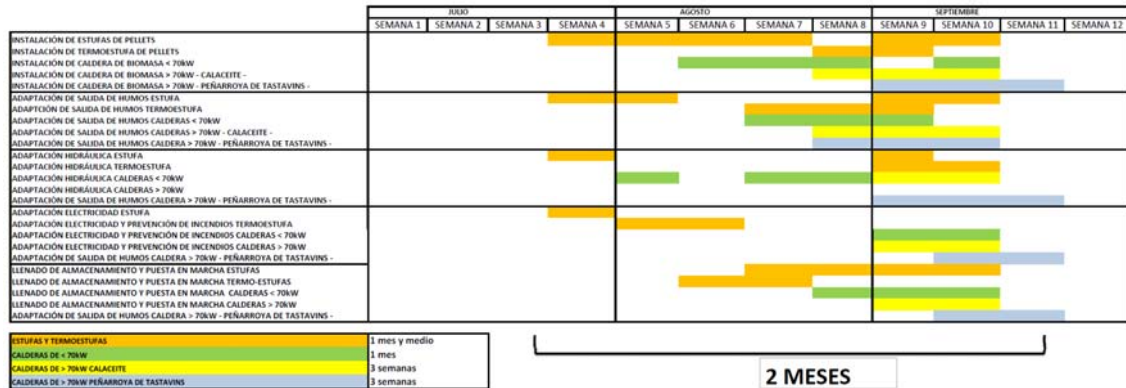 JULIO AGOSTO SEPTIEMBRE
SEMANA 1 SEMANA 2 SEMANA 3 SEMANA 4 SEMANA 5 SEMANA 6 SEMANA 7 SEMANA 8 SEMANA 9 SEMANA 10 SEMANA 11 SEMANA 12
INSTALACIÓN DE ESTUFAS DE PELLETS
INSTALACIÓN DE TERMOESTUFA DE PELLETS
INSTALACIÓN DE CALDERA DE BIOMASA < 70kW
INSTALACIÓN DE CALDERA DE BIOMASA > 70kW - CALACEITE -
INSTALACIÓN DE CALDERA DE BIOMASA > 70kW - PEÑARROYA DE TASTAVINS -
ADAPTACIÓN DE SALIDA DE HUMOS ESTUFA
ADAPTCIÓN DE SALIDA DE HUMOS TERMOESTUFA
ADAPTACIÓN DE SALIDA DE HUMOS CALDERAS < 70kW
ADAPTACIÓN DE SALIDA DE HUMOS CALDERAS > 70kW - CALACEITE -
ADAPTACIÓN DE SALIDA DE HUMOS CALDERA > 70kW - PEÑARROYA DE TASTAVINS -
ADAPTACIÓN HIDRÁULICA ESTUFA
ADAPTACIÓN HIDRÁULICA TERMOESTUFA
ADAPTACIÓN HIDRÁULICA CALDERAS < 70kW
ADAPTACIÓN HIDRÁULICA CALDERAS > 70kW
ADAPTACIÓN DE SALIDA DE HUMOS CALDERA > 70kW - PEÑARROYA DE TASTAVINS -
ADAPTACIÓN ELECTRICIDAD ESTUFA
ADAPTACIÓN ELECTRICIDAD Y PREVENCIÓN DE INCENDIOS TERMOESTUFA
ADAPTACIÓN ELECTRICIDAD Y PREVENCIÓN DE INCENDIOS CALDERAS < 70kW
ADAPTACIÓN ELECTRICIDAD Y PREVENCIÓN DE INCENDIOS CALDERAS > 70kW
ADAPTACIÓN DE SALIDA DE HUMOS CALDERA > 70kW - PEÑARROYA DE TASTAVINS -
LLENADO DE ALMACENAMIENTO Y PUESTA EN MARCHA ESTUFAS
LLENADO DE ALMACENAMIENTO Y PUESTA EN MARCHA TERMO-ESTUFAS
LLENADO DE ALMACENAMIENTO Y PUESTA EN MARCHA CALDERAS < 70kW
LLENADO DE ALMACENAMIENTO Y PUESTA EN MARCHA CALDERAS > 70kW
ADAPTACIÓN DE SALIDA DE HUMOS CALDERA > 70kW - PEÑARROYA DE TASTAVINS -
ESTUFAS Y TERMOESTUFAS 1 mes y medio
CALDERAS DE < 70kW 1 mes
CALDERAS DE > 70kW CALACEITE 3 semanas
CALDERAS DE > 70kW PEÑARROYA DE TASTAVINS 3 semanas
2 MESES